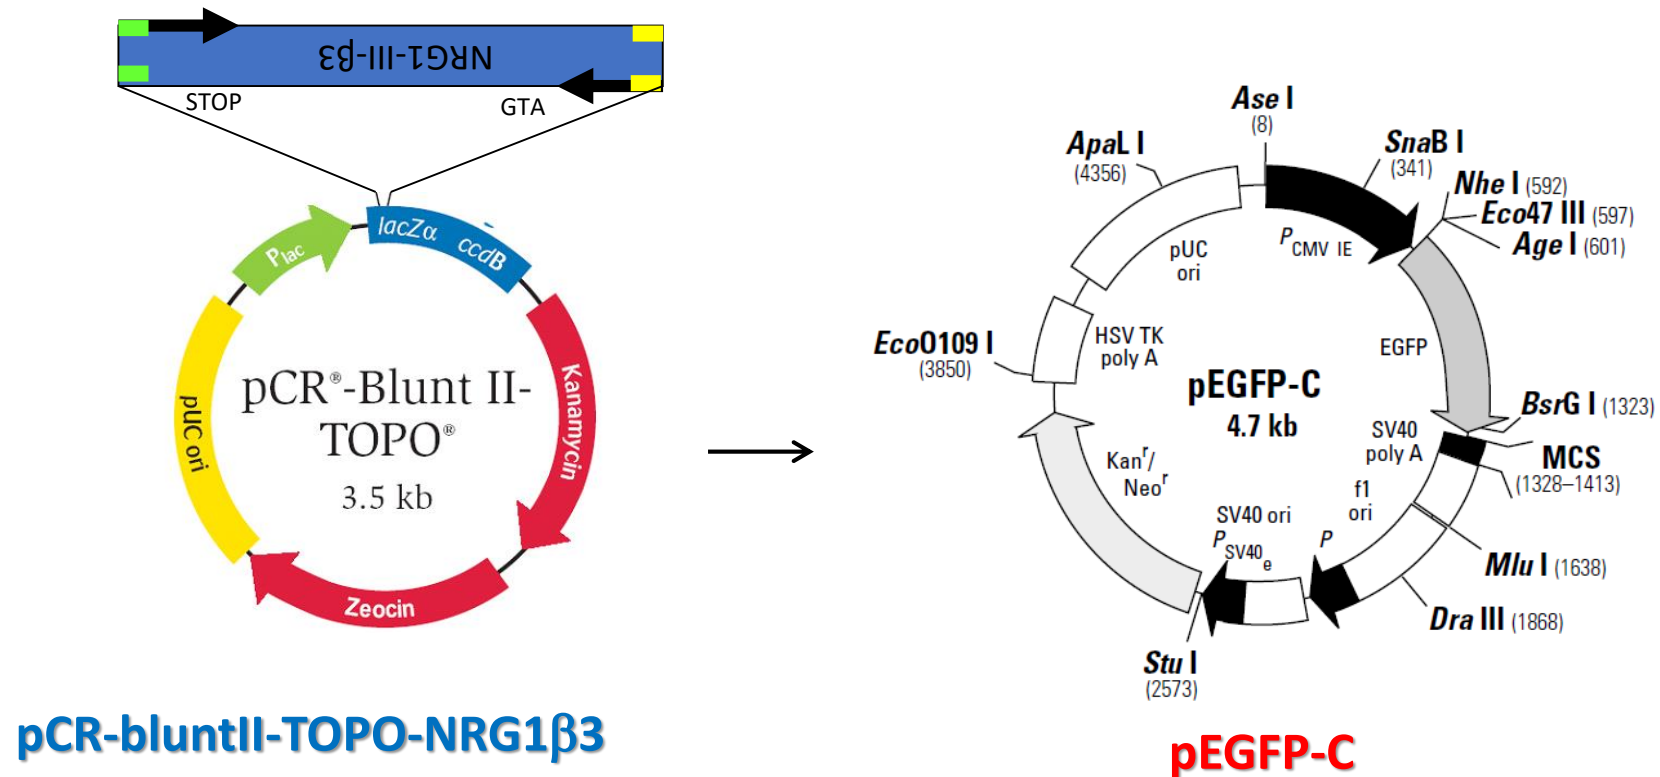 NRG1-III-β3
STOP
GTA
Plac
lacZα ccdB
Kanamycin
Zeocin
pUC ori
pCR®-Blunt II-
TOPO®
3.5 kb
pCR-bluntII-TOPO-NRG1β3
Ase I
(8)
ApaL I
(4356)
SnaB I
(341)
Nhe I (592)
Eco47 III (597)
Age I (601)
PCMV IE
pUC
ori
EGFP
HSV TK
poly A
EcoO109 I
(3850)
pEGFP-C
4.7 kb
BsrG I (1323)
SV40
poly A
MCS
(1328–1413)
Kanr/
Neor
f1
ori
SV40 ori
PSV40e
P
Mlu I (1638)
Dra III (1868)
Stu I
(2573)
pEGFP-C